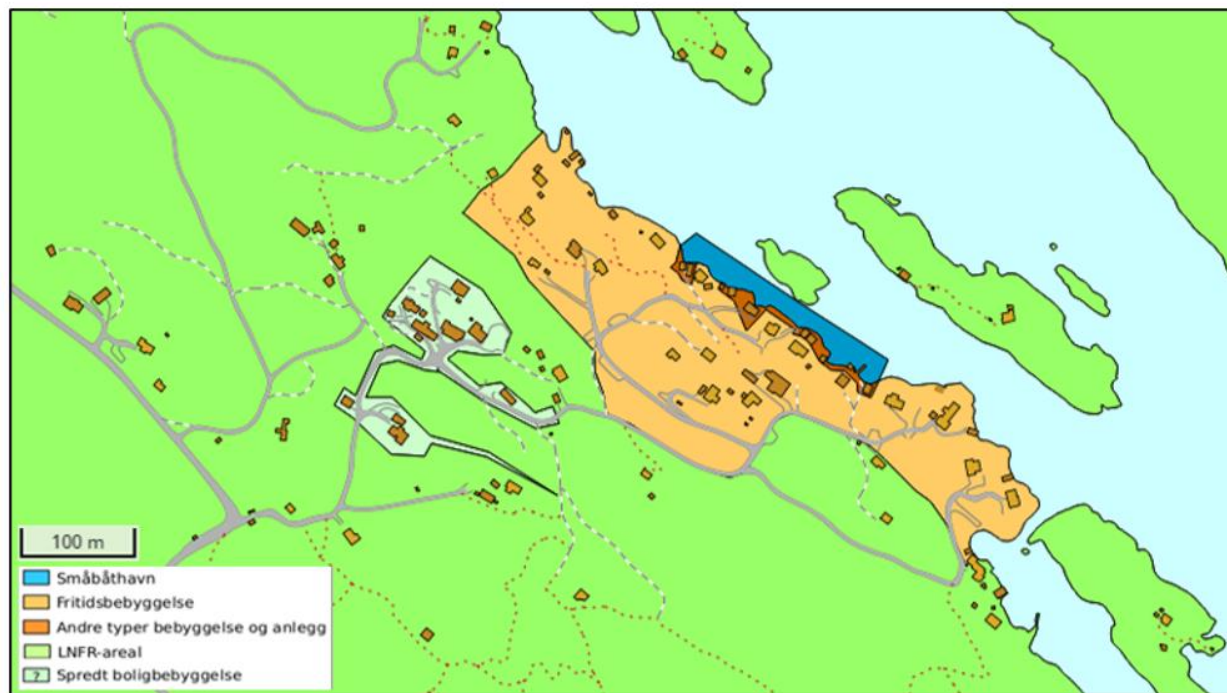 100 m
Småbåthavn
Fritidsbebyggelse
Andre typer bebyggelse og anlegg
LNFR-areal
? Spredt boligbebyggelse